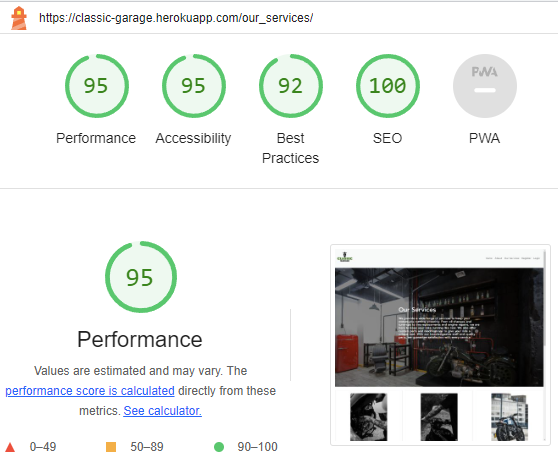 https://classic-garage.herokuapp.com/our_services/
95
95
92
100
PWA
Performance
Accessibility
Best
Practices
SEO
PWA
95
Performance
Values are estimated and may vary. The
performance score is calculated directly from these
metrics. See calculator.
0–49
50–89
90–100
Our Services